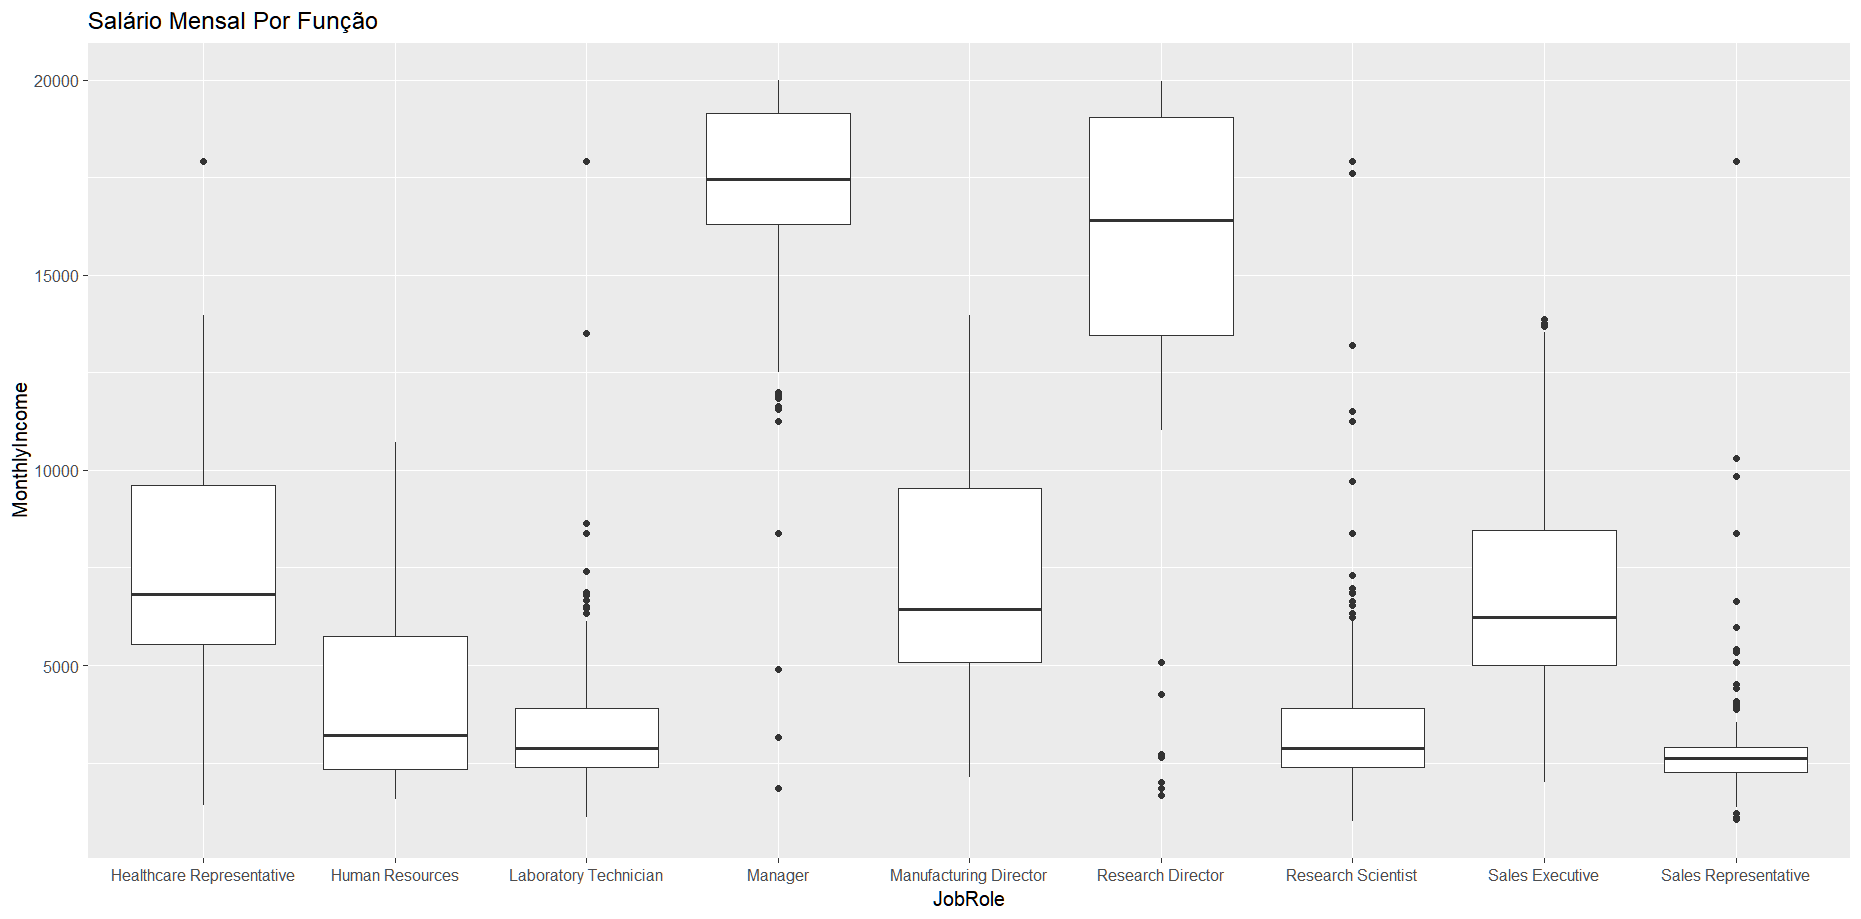 Salário Mensal Por Função
MonthlyIncome
20000
15000
10000
5000
Healthcare Representative
Human Resources
Laboratory Technician
Manager
Manufacturing Director
Research Director
Research Scientist
Sales Executive
Sales Representative
JobRole